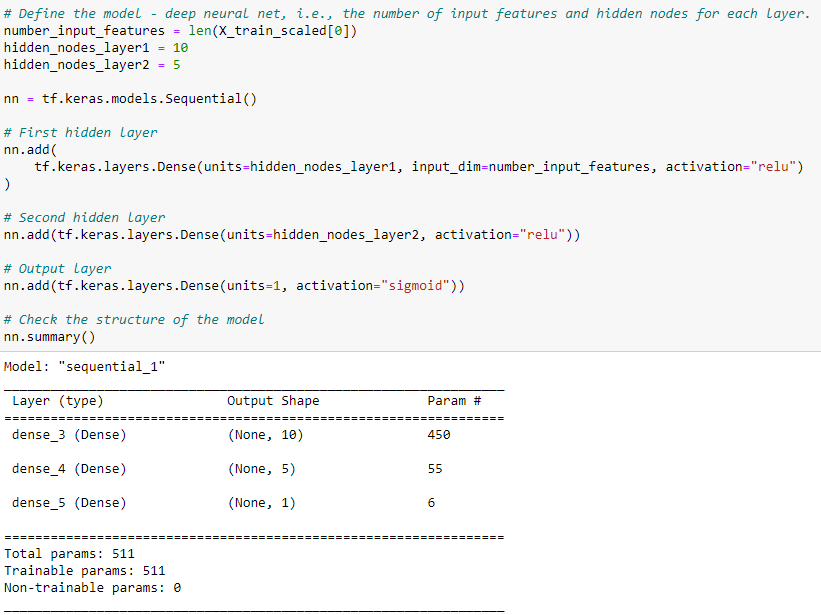 # Define the model - deep neural net, i.e., the number of input features and hidden nodes for each layer.
number_input_features = len(X_train_scaled[0])
hidden_nodes_layer1 = 10
hidden_nodes_layer2 = 5

nn = tf.keras.models.Sequential()

# First hidden layer
nn.add(
    tf.keras.layers.Dense(units=hidden_nodes_layer1, input_dim=number_input_features, activation="relu")
)

# Second hidden layer
nn.add(tf.keras.layers.Dense(units=hidden_nodes_layer2, activation="relu"))

# Output layer
nn.add(tf.keras.layers.Dense(units=1, activation="sigmoid"))

# Check the structure of the model
nn.summary()
Model: "sequential_1"
_________________________________________________________________
 Layer (type)                Output Shape              Param #
=================================================================
 dense_3 (Dense)             (None, 10)                450

 dense_4 (Dense)             (None, 5)                 55

 dense_5 (Dense)             (None, 1)                 6

=================================================================
Total params: 511
Trainable params: 511
Non-trainable params: 0
_________________________________________________________________